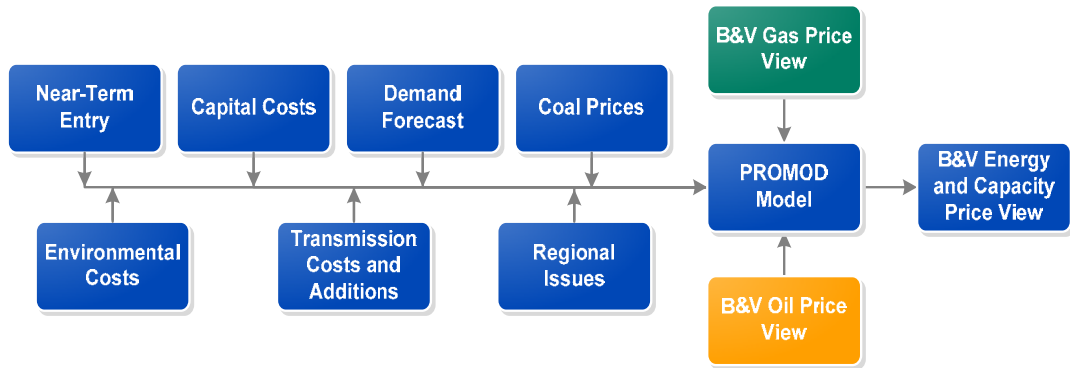 B&V Gas Price
View
Near-Term
Entry
Capital Costs
Demand
Forecast
Coal Prices
PROMOD
Model
B&V Energy
and Capacity
Price View
Environmental
Costs
Transmission
Costs and
Additions
Regional
Issues
B&V Oil Price
View